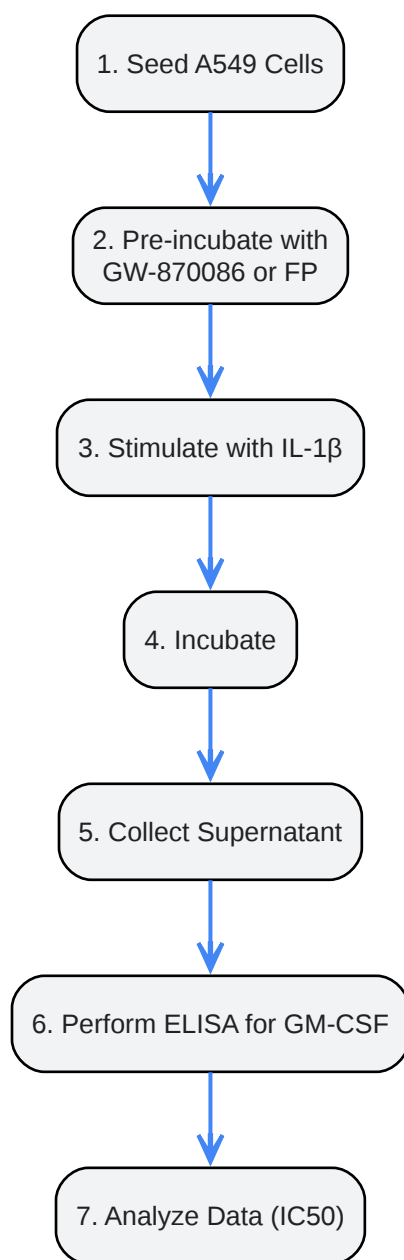 1. Seed A549 Cells
2. Pre-incubate with
GW-870086 or FP
3. Stimulate with IL-1β
4. Incubate
5. Collect Supernatant
6. Perform ELISA for GM-CSF
7. Analyze Data (IC50)